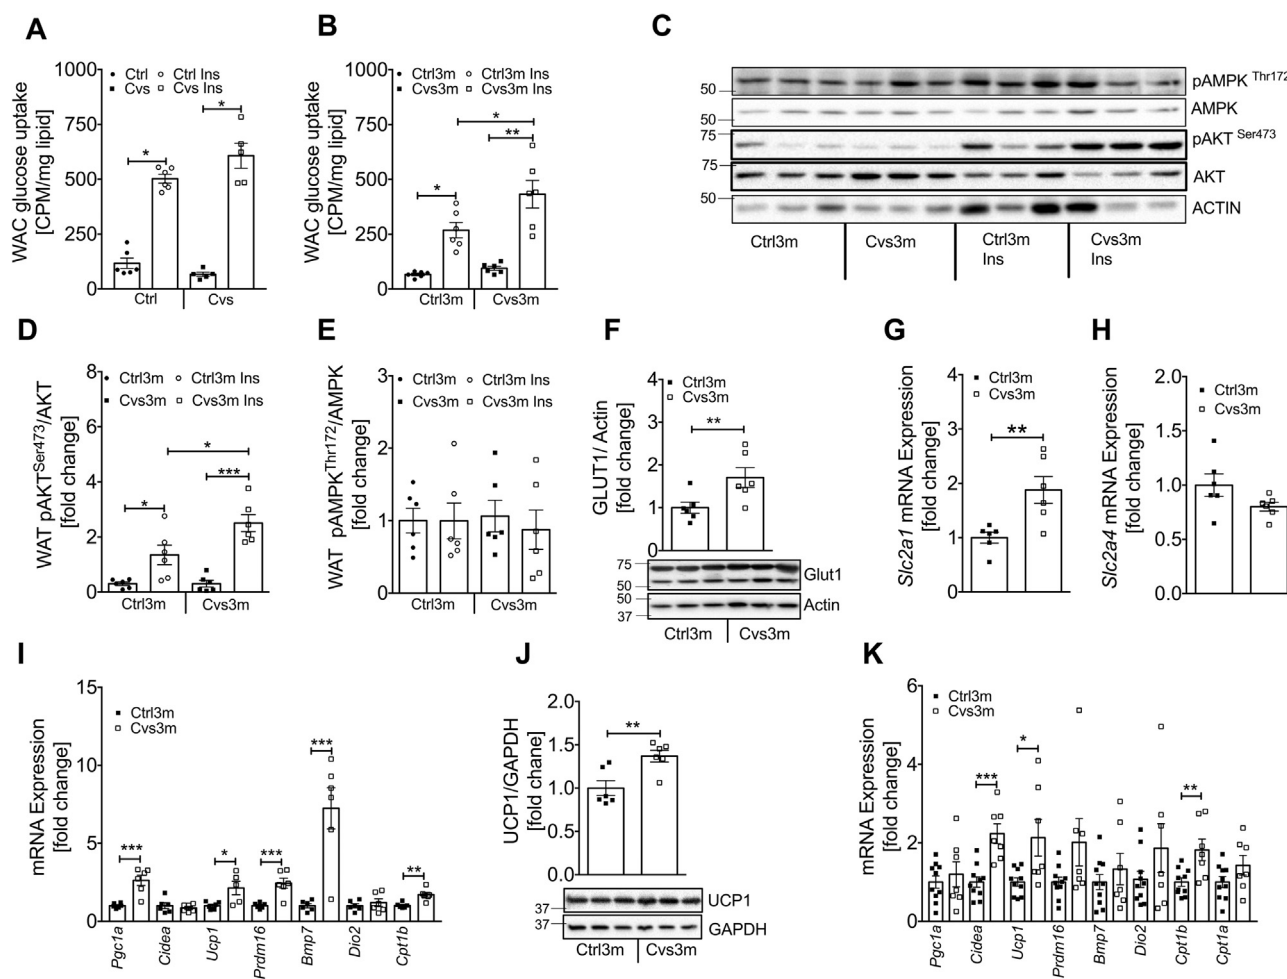 A
WAC glucose uptake
[CPM/mg lipid]
1000
750
500
250
0
Ctrl
Ctrl Ins
Cvs
Cvs Ins
*
*
Ctrl
Cvs
B
WAC glucose uptake
[CPM/mg lipid]
1000
750
500
250
0
Ctrl3m
Ctrl3m Ins
Cvs3m
Cvs3m Ins
*
**
*
Ctrl3m
Cvs3m
C
50
pAMPK Thr172
AMPK
75
pAKT Ser473
75
AKT
50
ACTIN
Ctrl3m
Cvs3m
Ctrl3m
Ins
Cvs3m
Ins
D
WAT pAKTSer473/AKT
[fold change]
8
6
4
2
0
Ctrl3m
Ctrl3m Ins
Cvs3m
Cvs3m Ins
*
***
*
Ctrl3m
Cvs3m
E
WAT pAMPKThr172/AMPK
[fold change]
3
2
1
0
Ctrl3m
Ctrl3m Ins
Cvs3m
Cvs3m Ins
Ctrl3m
Cvs3m
F
GLUT1/ Actin
[fold change]
4
3
2
1
0
Ctrl3m
Cvs3m
**
75
50
Glut1
50
37
Actin
Ctrl3m
Cvs3m
G
Slc2a1 mRNA Expression
[fold change]
4
3
2
1
0
Ctrl3m
Cvs3m
**
H
Slc2a4 mRNA Expression
[fold change]
2.0
1.5
1.0
0.5
0.0
Ctrl3m
Cvs3m
I
mRNA Expression
[fold change]
15
10
5
0
Ctrl3m
Cvs3m
***
*
***
***
**
Pgc1a
Cidea
Ucp1
Prdm16
Bmp7
Dio2
Cpt1b
J
UCP1/GAPDH
[fold chane]
2.0
1.5
1.0
0.5
0.0
**
37
UCP1
37
GAPDH
Ctrl3m
Cvs3m
K
mRNA Expression
[fold change]
6
4
2
0
Ctrl3m
Cvs3m
***
*
**
Pgc1a
Cidea
Ucp1
Prdm16
Bmp7
Dio2
Cpt1b
Cpt1a